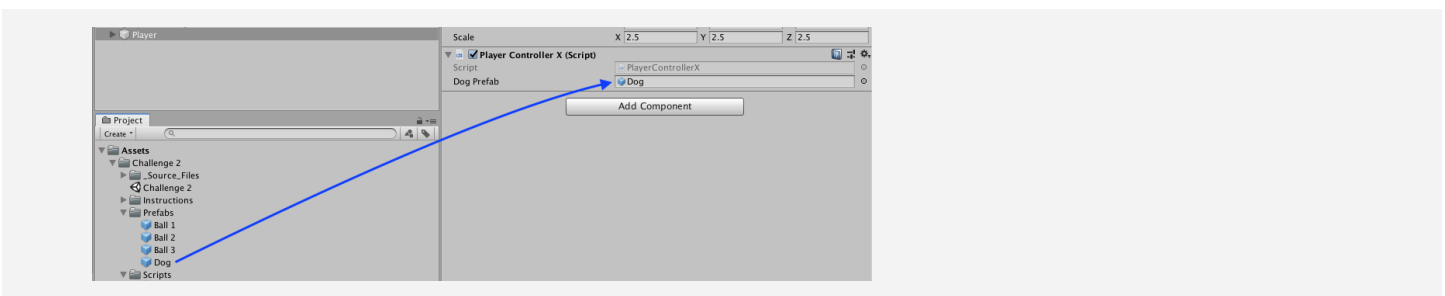 Player
Scale X 2.5 Y 2.5 Z 2.5
Player Controller X (Script)
Script PlayerControllerX
Dog Prefab Dog
Add Component
Project
Create
Assets
Challenge 2
_Source_Files
Challenge 2
Instructions
Prefabs
Ball 1
Ball 2
Ball 3
Dog
Scripts